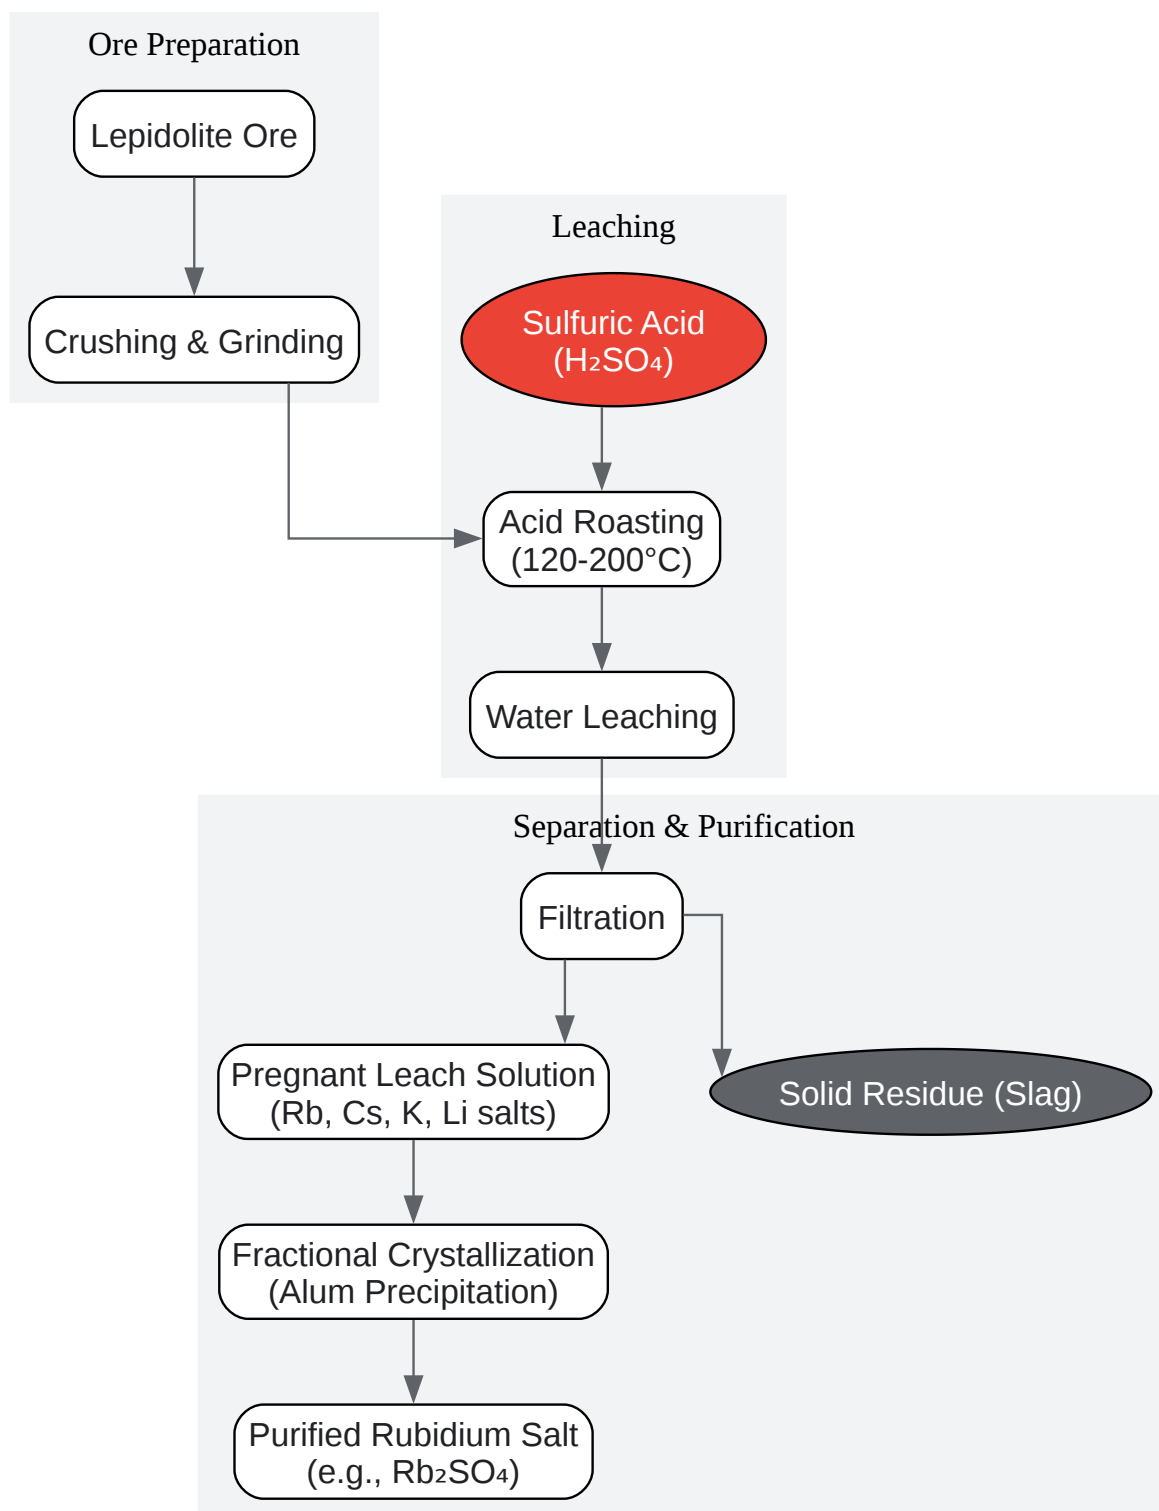 Ore Preparation
Lepidolite Ore
Crushing & Grinding
Leaching
Sulfuric Acid
(H₂SO₄)
Acid Roasting
(120-200°C)
Water Leaching
Separation & Purification
Filtration
Pregnant Leach Solution
(Rb, Cs, K, Li salts)
Solid Residue (Slag)
Fractional Crystallization
(Alum Precipitation)
Purified Rubidium Salt
(e.g., Rb₂SO₄)